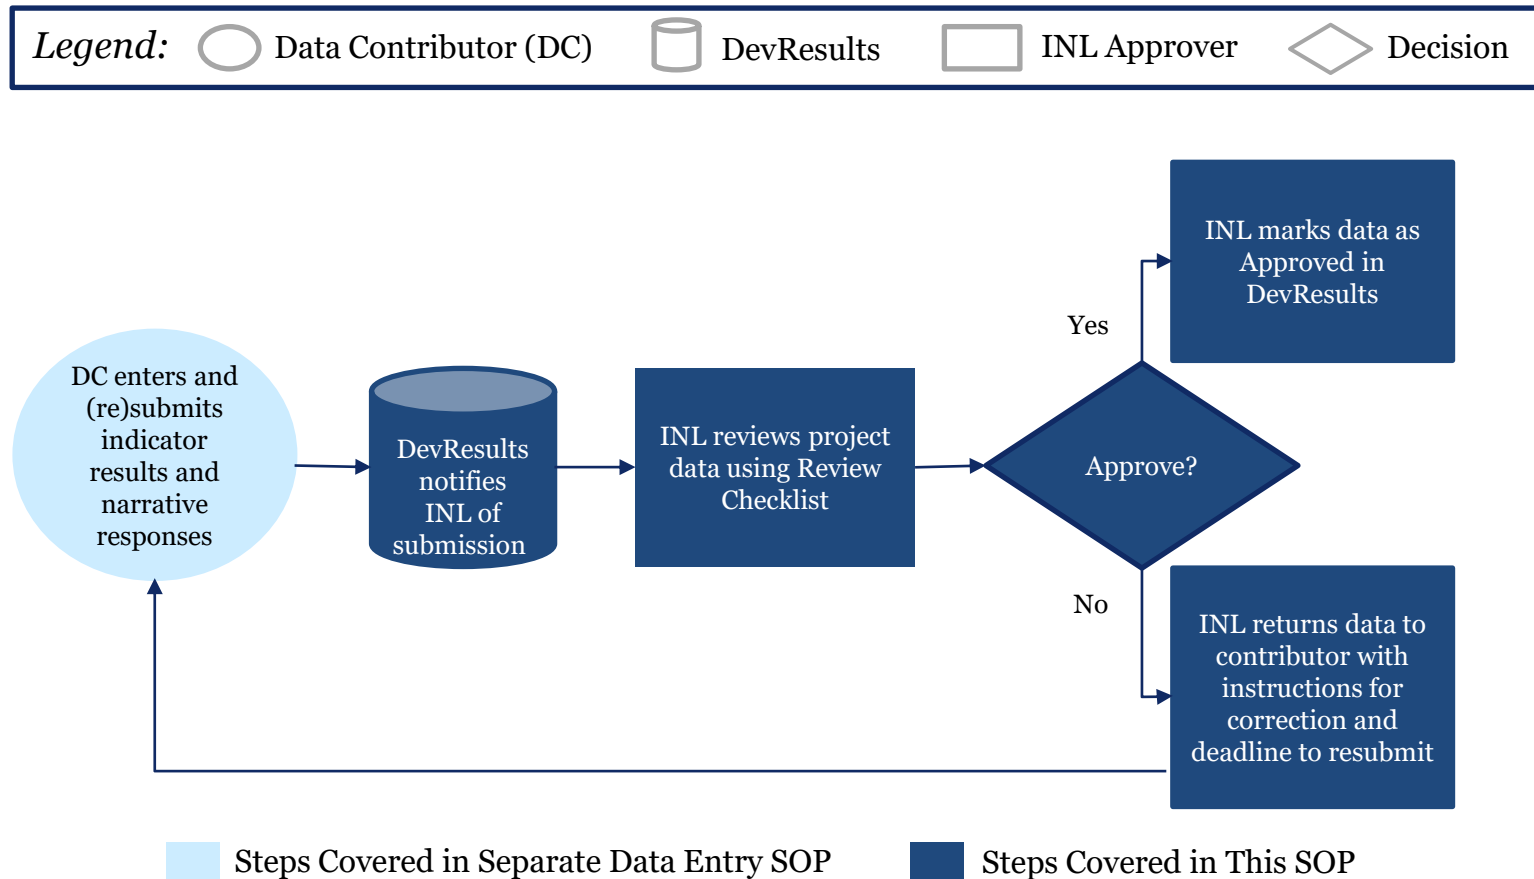 Legend: Data Contributor (DC) DevResults INL Approver Decision
DC enters and
(re)submits
indicator
results and
narrative
responses
DevResults
notifies
INL of
submission
INL reviews project
data using Review
Checklist
Approve?
Yes
INL marks data as
Approved in
DevResults
No
INL returns data to
contributor with
instructions for
correction and
deadline to resubmit
Steps Covered in Separate Data Entry SOP
Steps Covered in This SOP